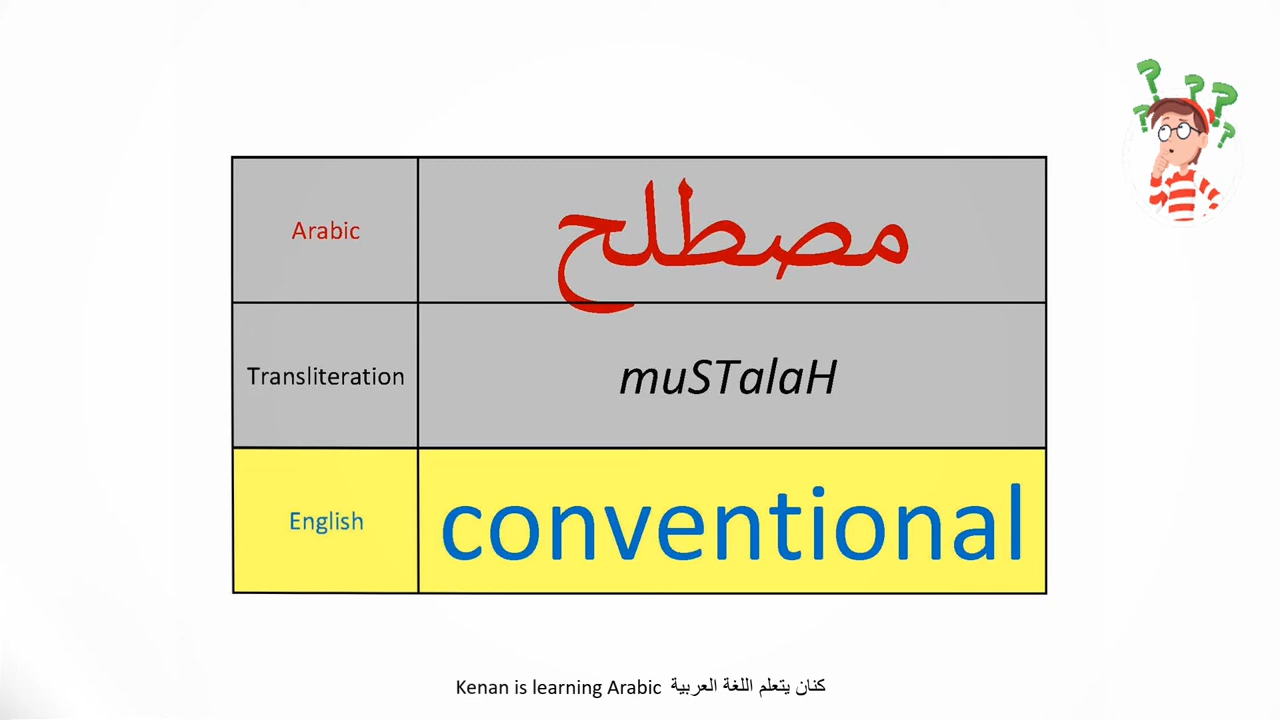 Arabic مصطلح
Transliteration muSTalaH
English conventional
Kenan is learning Arabic كنان يتعلم اللغة العربية